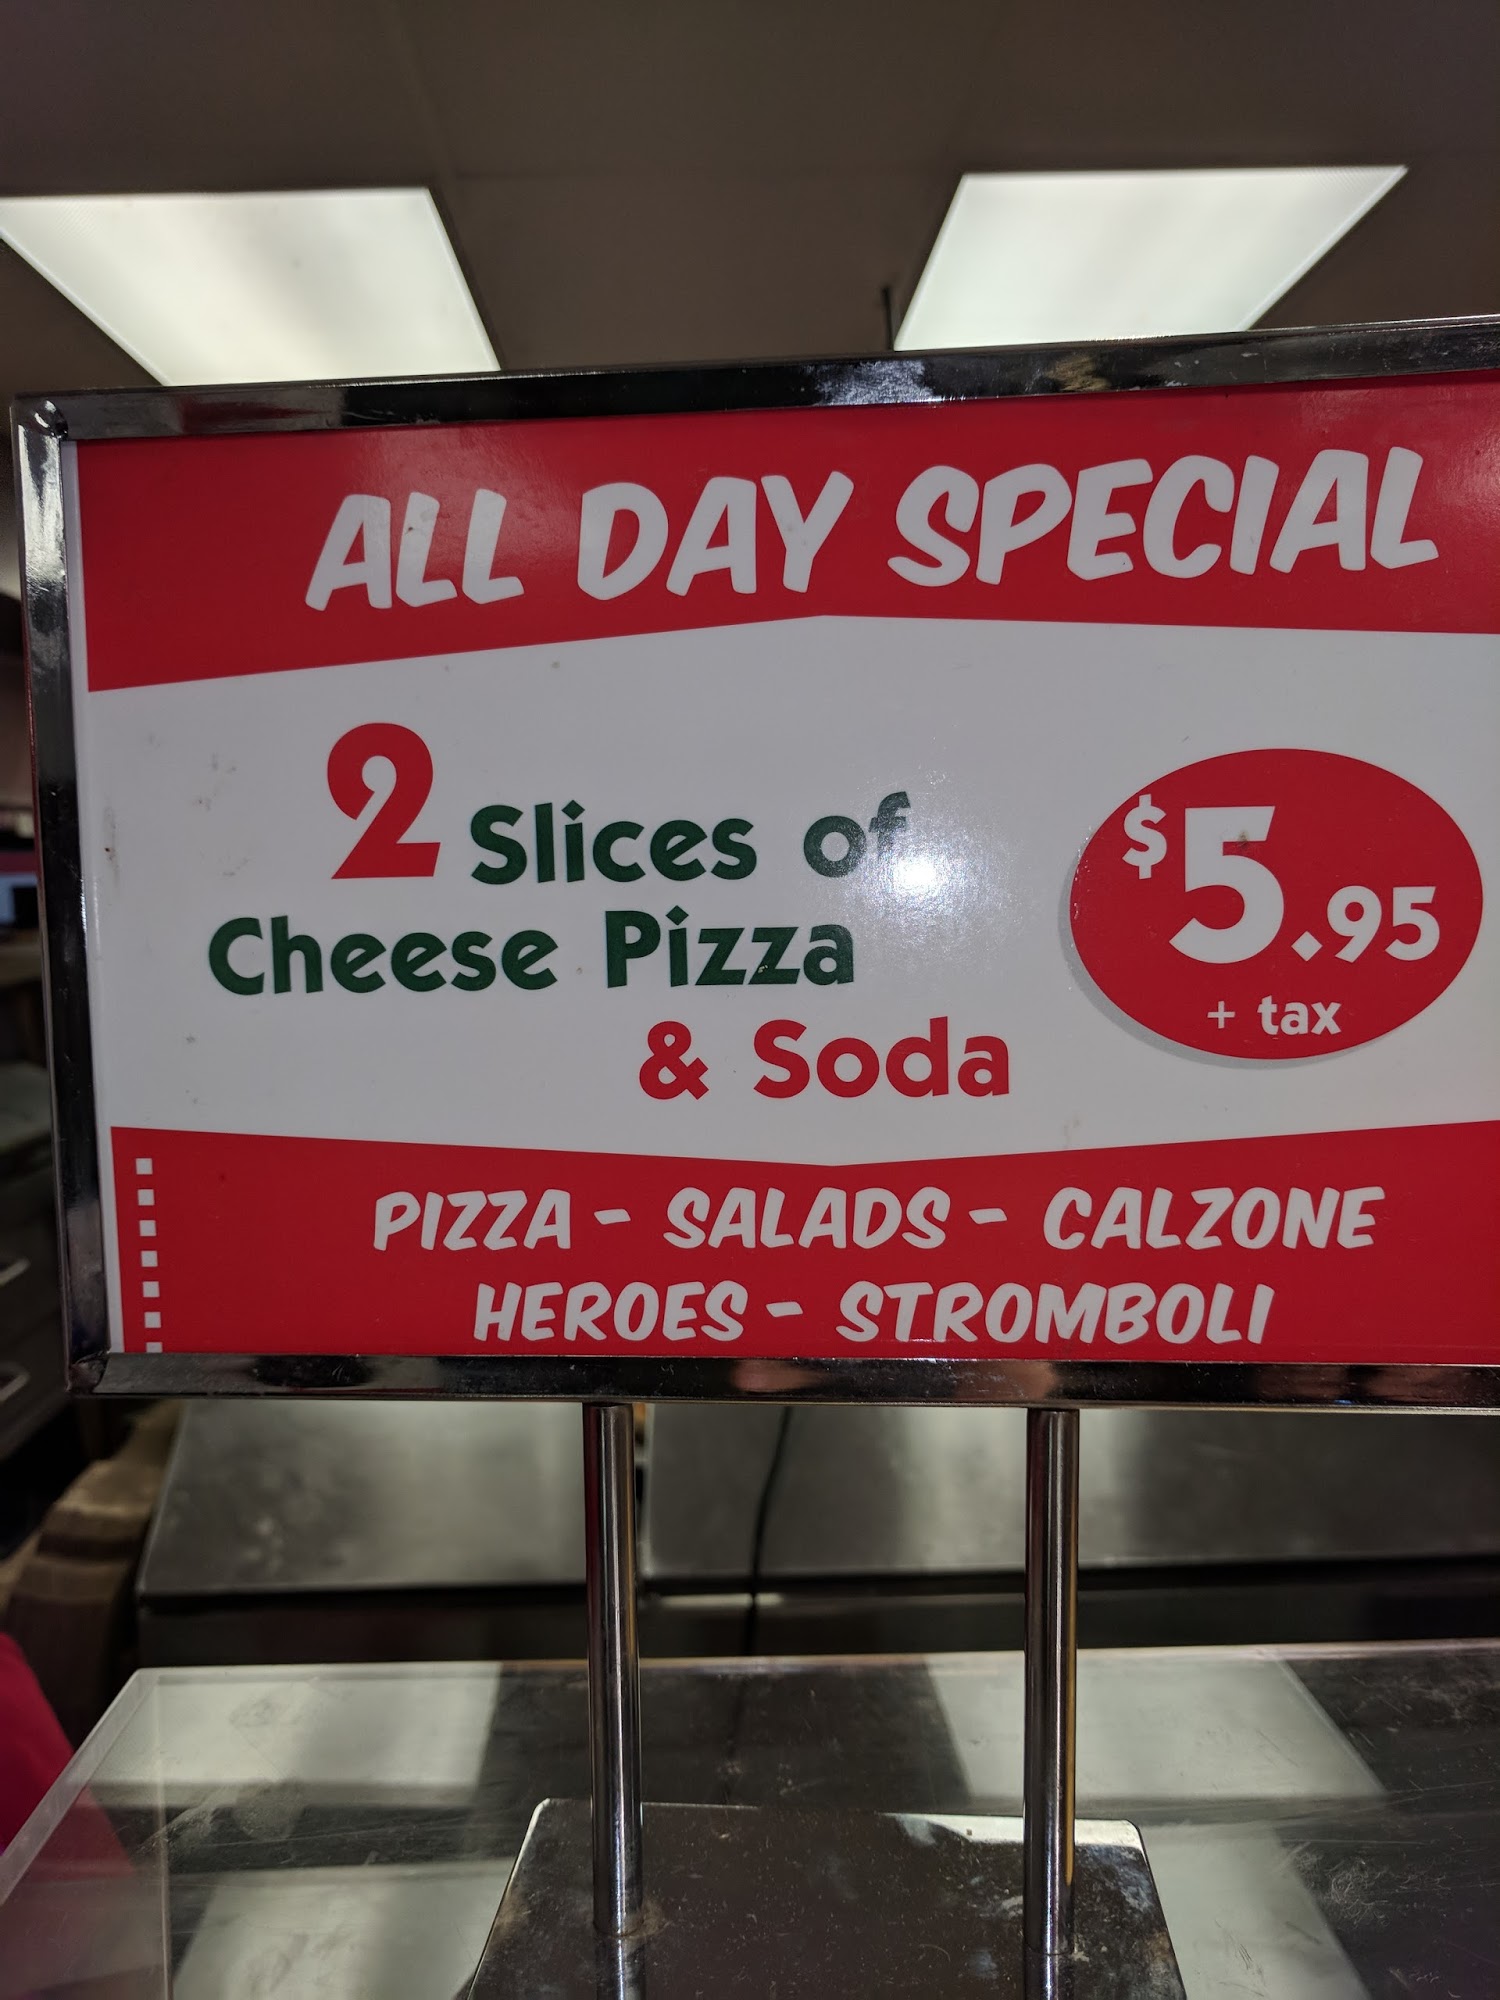 ALL DAY SPECIAL
2 Slices of
Cheese Pizza
& Soda
$5.95
+ tax
PIZZA - SALADS - CALZONE
HEROES - STROMBOLI